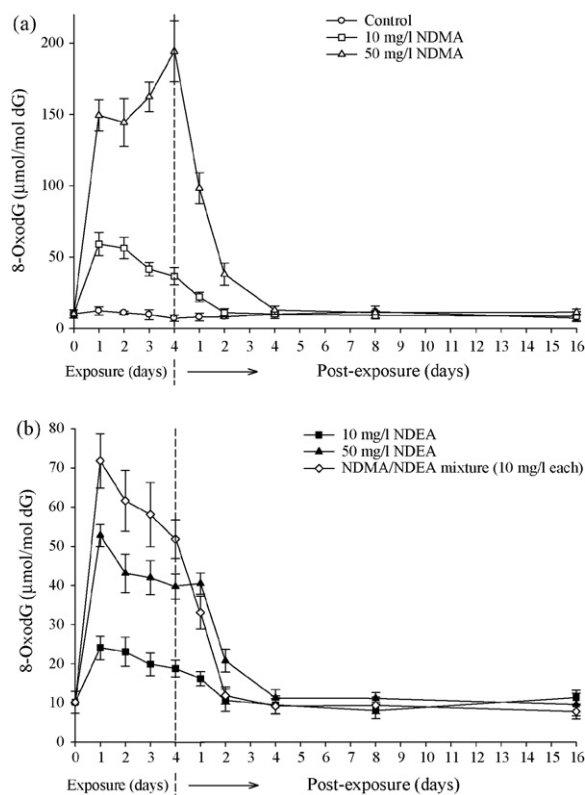 (a)
Control
10 mg/l NDMA
50 mg/l NDMA
8-OxodG (μmol/mol dG)
200
150
100
50
0
0 1 2 3 4 1 2 3 4 5 6 7 8 9 10 11 12 13 14 15 16
Exposure (days) Post-exposure (days)
(b)
10 mg/l NDEA
50 mg/l NDEA
NDMA/NDEA mixture (10 mg/l each)
8-OxodG (μmol/mol dG)
80
70
60
50
40
30
20
10
0
0 1 2 3 4 1 2 3 4 5 6 7 8 9 10 11 12 13 14 15 16
Exposure (days) Post-exposure (days)